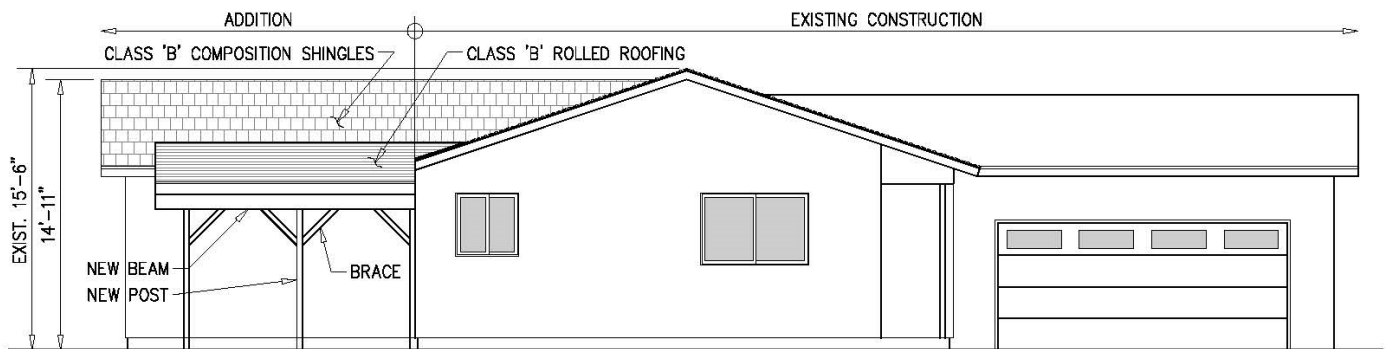 ADDITION
EXISTING CONSTRUCTION
CLASS 'B' COMPOSITION SHINGLES
CLASS 'B' ROLLED ROOFING
EXIST. 15'-6"
14'-11"
NEW BEAM
BRACE
NEW POST